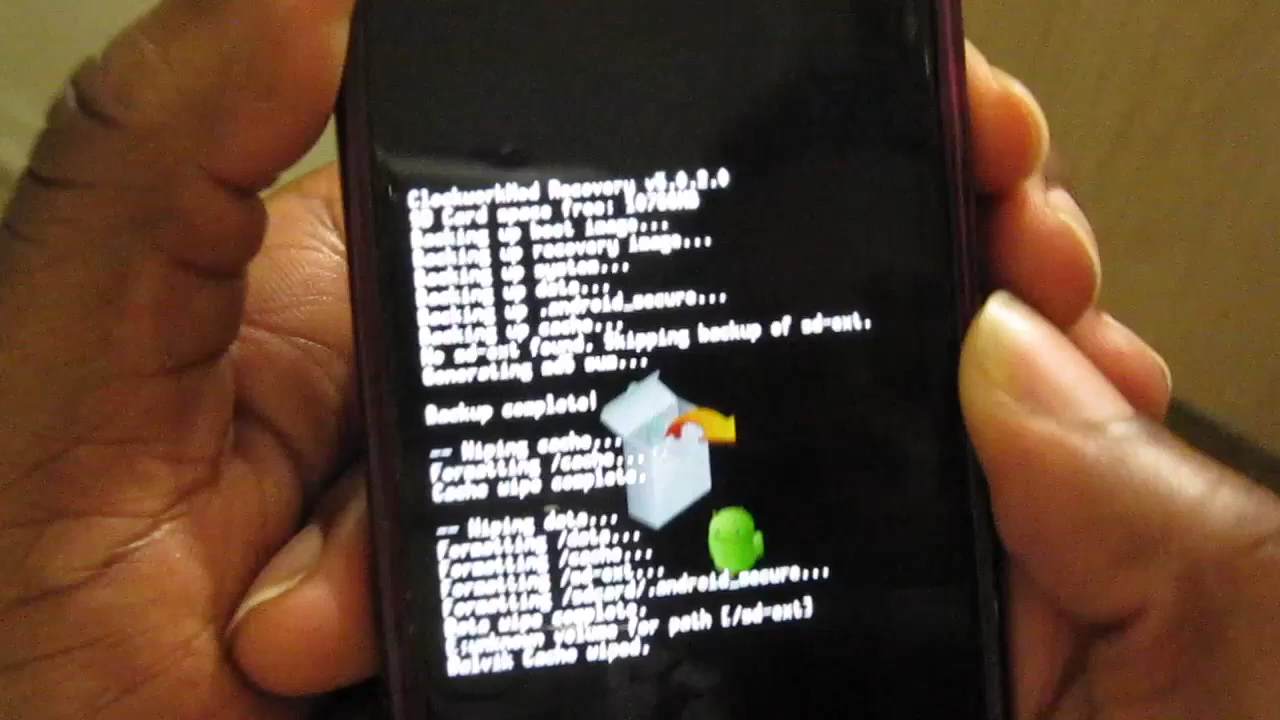 ClockworkMod Recovery v5.0.2.0
SD Card space free: 10766MB
Backing up boot image...
Backing up recovery image...
Backing up system...
Backing up data...
Backing up .android_secure...
Backing up cache...
No sd-ext found. Skipping backup of sd-ext.
Generating md5 sum...
Backup complete!
-- Wiping cache...
Formatting /cache...
Cache wipe complete.
-- Wiping data...
Formatting /data...
Formatting /cache...
Formatting /sd-ext...
Formatting /sdcard/.android_secure...
Data wipe complete.
E:unknown volume for path [/sd-ext]
Dalvik Cache wiped.